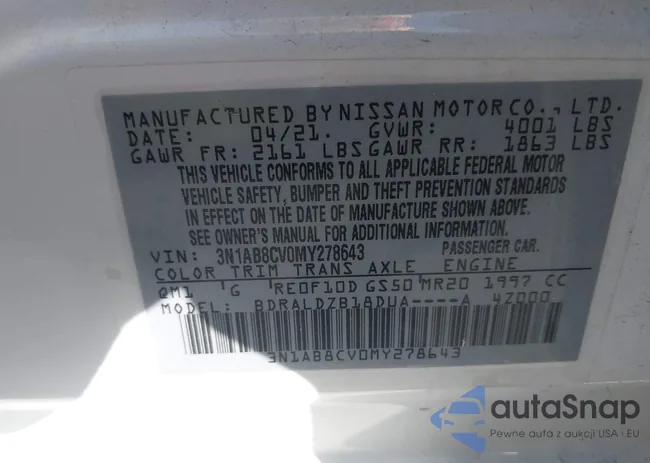 MANUFACTURED BY NISSAN MOTOR CO., LTD.
DATE: 04/21. GVWR: 4001 LBS
GAWR FR: 2161 LBS GAWR RR: 1863 LBS
THIS VEHICLE CONFORMS TO ALL APPLICABLE FEDERAL MOTOR
VEHICLE SAFETY, BUMPER AND THEFT PREVENTION STANDARDS
IN EFFECT ON THE DATE OF MANUFACTURE SHOWN ABOVE.
SEE OWNER'S MANUAL FOR ADDITIONAL INFORMATION.
VIN: 3N1AB8CV0MY278643 PASSENGER CAR.
COLOR TRIM TRANS AXLE ENGINE
QM1 G RE0F10D GS50 MR20 1997 CC
MODEL: BDRALDZB18DUA----A 4Z000
3N1AB8CV0MY278643
autaSnap
Pewne auta z aukcji USA · EU